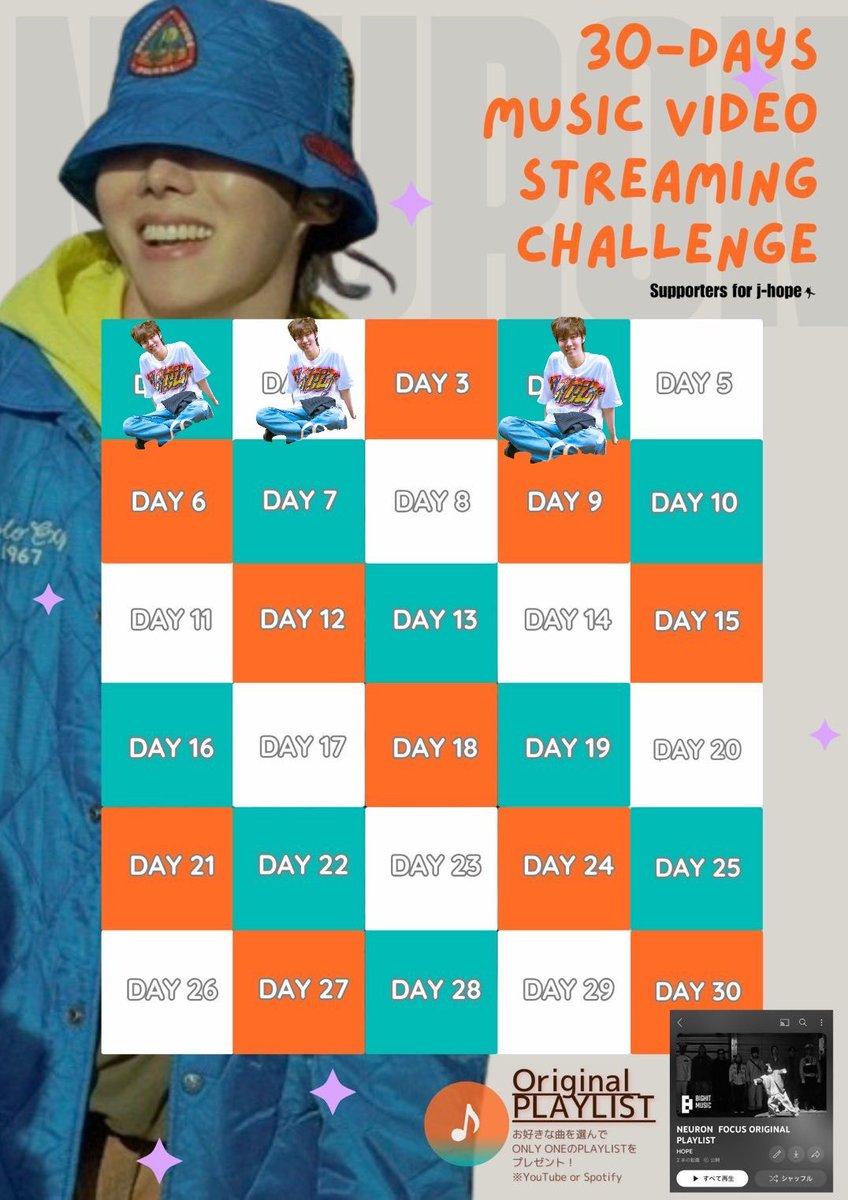 NEURON
30-DAYS
MUSIC VIDEO
STREAMING
CHALLENGE
Supporters for j-hope
DAY 3
DAY 5
DAY 6
DAY 7
DAY 8
DAY 9
DAY 10
DAY 11
DAY 12
DAY 13
DAY 14
DAY 15
DAY 16
DAY 17
DAY 18
DAY 19
DAY 20
DAY 21
DAY 22
DAY 23
DAY 24
DAY 25
DAY 26
DAY 27
DAY 28
DAY 29
DAY 30
1967
Original
PLAYLIST
お好きな曲を選んで
ONLY ONEのPLAYLISTを
プレゼント！
※YouTube or Spotify
BIGHIT
MUSIC
NEURON FOCUS ORIGINAL
PLAYLIST
HOPE
すべて再生
シャッフル